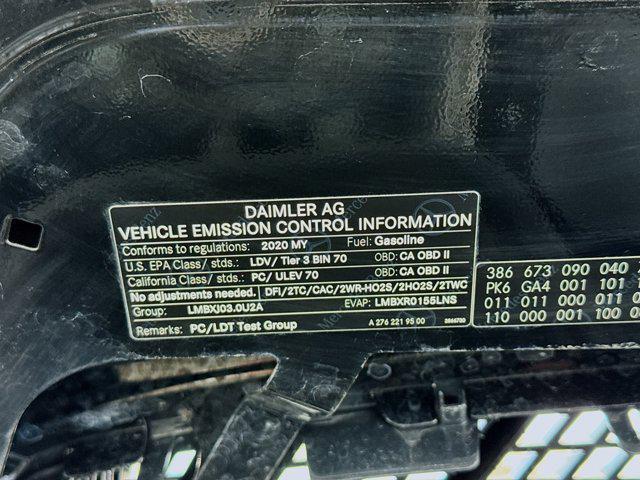 DAIMLER AG
VEHICLE EMISSION CONTROL INFORMATION
Conforms to regulations: 2020 MY Fuel: Gasoline
U.S. EPA Class/ stds.: LDV/ Tier 3 BIN 70 OBD: CA OBD II
California Class/ stds.: PC/ ULEV 70 OBD: CA OBD II
No adjustments needed. DFI/2TC/CAC/2WR-HO2S/2HO2S/2TWC
Group: LMBXJ03.0U2A EVAP: LMBXR0155LNS
Remarks: PC/LDT Test Group A 276 221 95 00
386 673 090 040
PK6 GA4 001 101
011 011 000 011
110 000 001 100